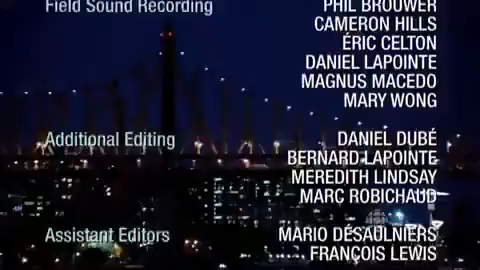 Field Sound Recording PHIL BROUWER
CAMERON HILLS
ÉRIC CELTON
DANIEL LAPOINTE
MAGNUS MACEDO
MARY WONG
Additional Editing DANIEL DUBÉ
BERNARD LAPOINTE
MEREDITH LINDSAY
MARC ROBICHAUD
Assistant Editors MARIO DÉSAULNIERS
FRANÇOIS LEWIS